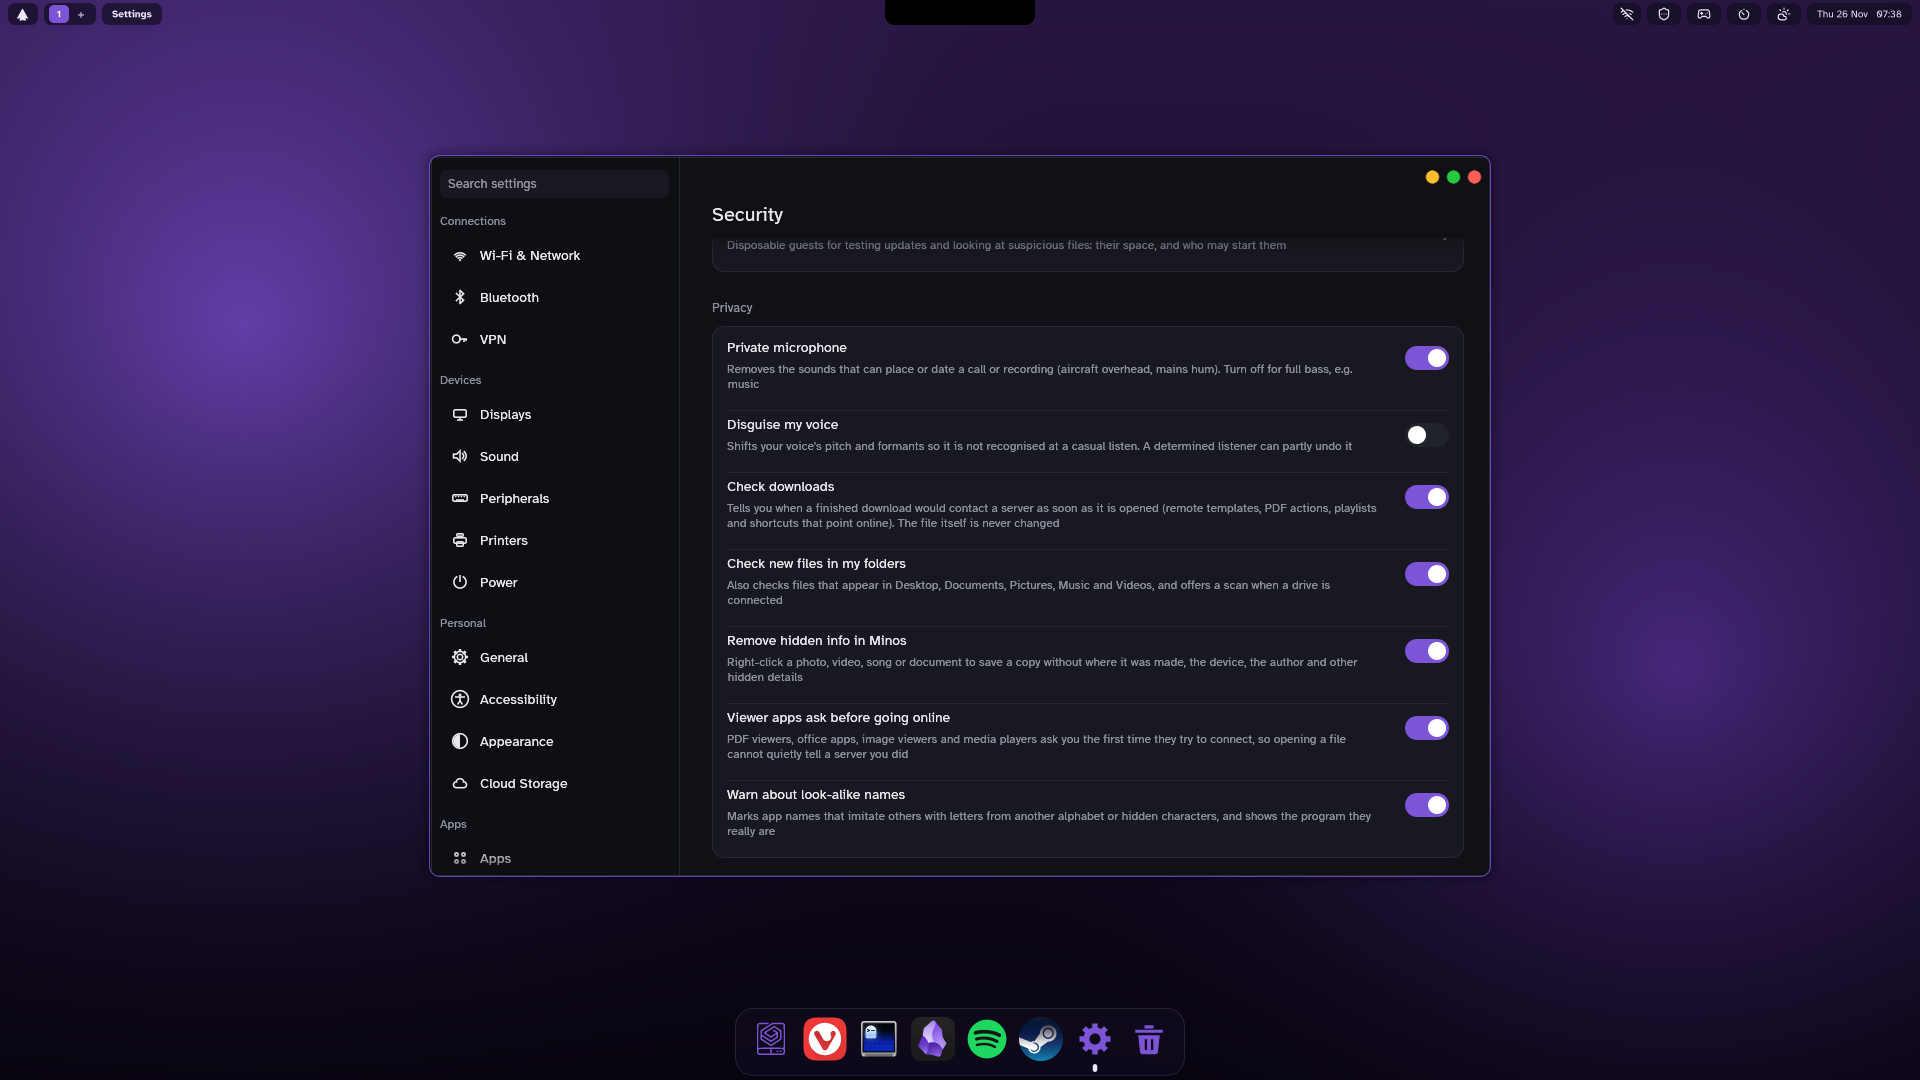 1
+
Settings
Thu 26 Nov 07:38
Search settings
Connections
Wi-Fi & Network
Bluetooth
VPN
Devices
Displays
Sound
Peripherals
Printers
Power
Personal
General
Accessibility
Appearance
Cloud Storage
Apps
Apps
Security
Disposable guests for testing updates and looking at suspicious files: their space, and who may start them
Privacy
Private microphone
Removes the sounds that can place or date a call or recording (aircraft overhead, mains hum). Turn off for full bass, e.g.
music
Disguise my voice
Shifts your voice's pitch and formants so it is not recognised at a casual listen. A determined listener can partly undo it
Check downloads
Tells you when a finished download would contact a server as soon as it is opened (remote templates, PDF actions, playlists
and shortcuts that point online). The file itself is never changed
Check new files in my folders
Also checks files that appear in Desktop, Documents, Pictures, Music and Videos, and offers a scan when a drive is
connected
Remove hidden info in Minos
Right-click a photo, video, song or document to save a copy without where it was made, the device, the author and other
hidden details
Viewer apps ask before going online
PDF viewers, office apps, image viewers and media players ask you the first time they try to connect, so opening a file
cannot quietly tell a server you did
Warn about look-alike names
Marks app names that imitate others with letters from another alphabet or hidden characters, and shows the program they
really are